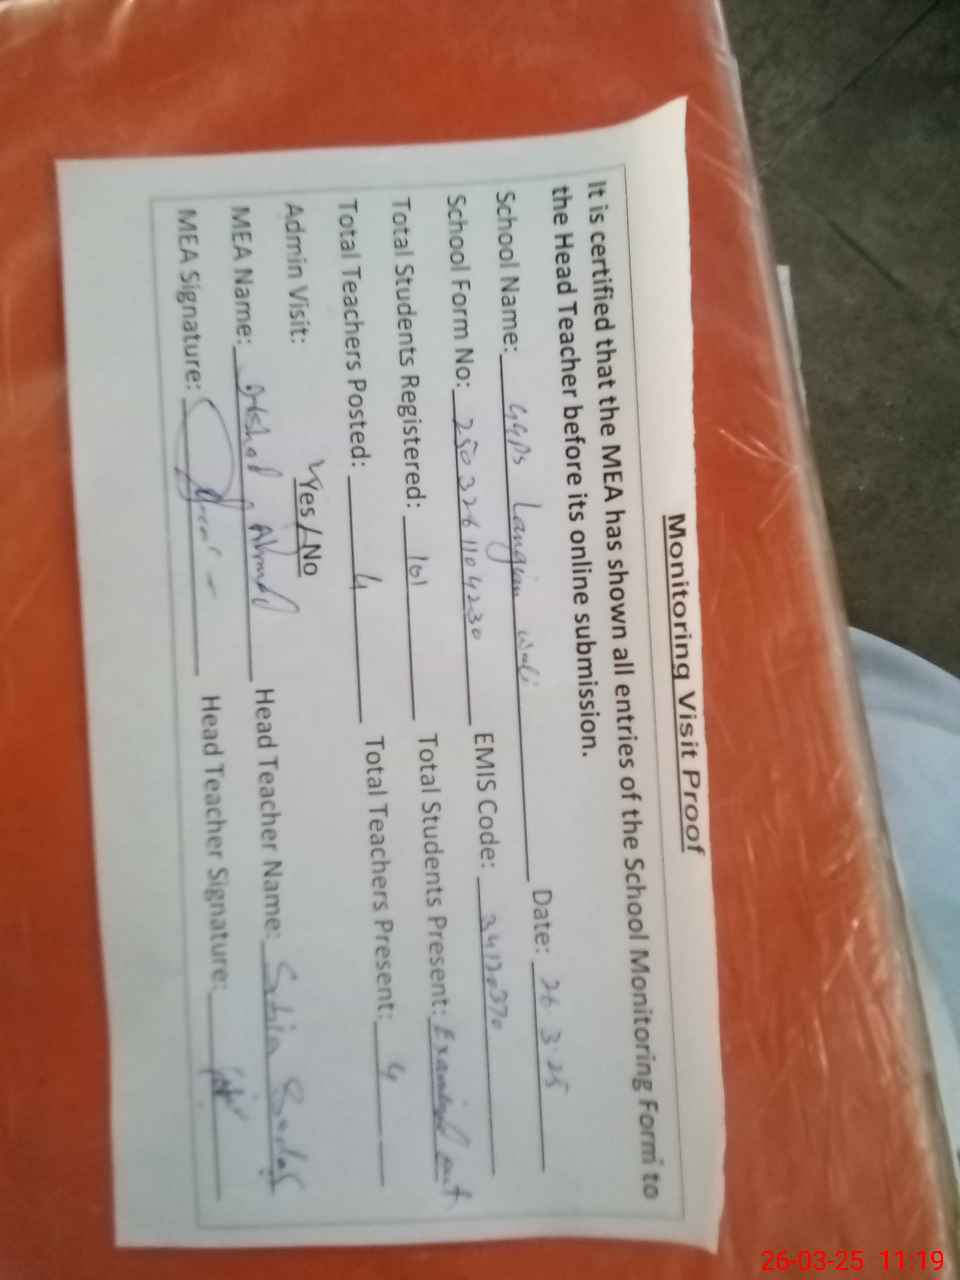 Monitoring Visit Proof
It is certified that the MEA has shown all entries of the School Monitoring Form to
the Head Teacher before its online submission.
School Name: GGPS Wali Date: 26 3 25
School Form No: 2503261104230 EMIS Code: 34120370
Total Students Registered: 101 Total Students Present:
Total Teachers Posted: 4 Total Teachers Present: 4
Admin Visit: Yes / No
MEA Name: Ahmad Head Teacher Name:
MEA Signature: Head Teacher Signature:
26-03-25 11:19